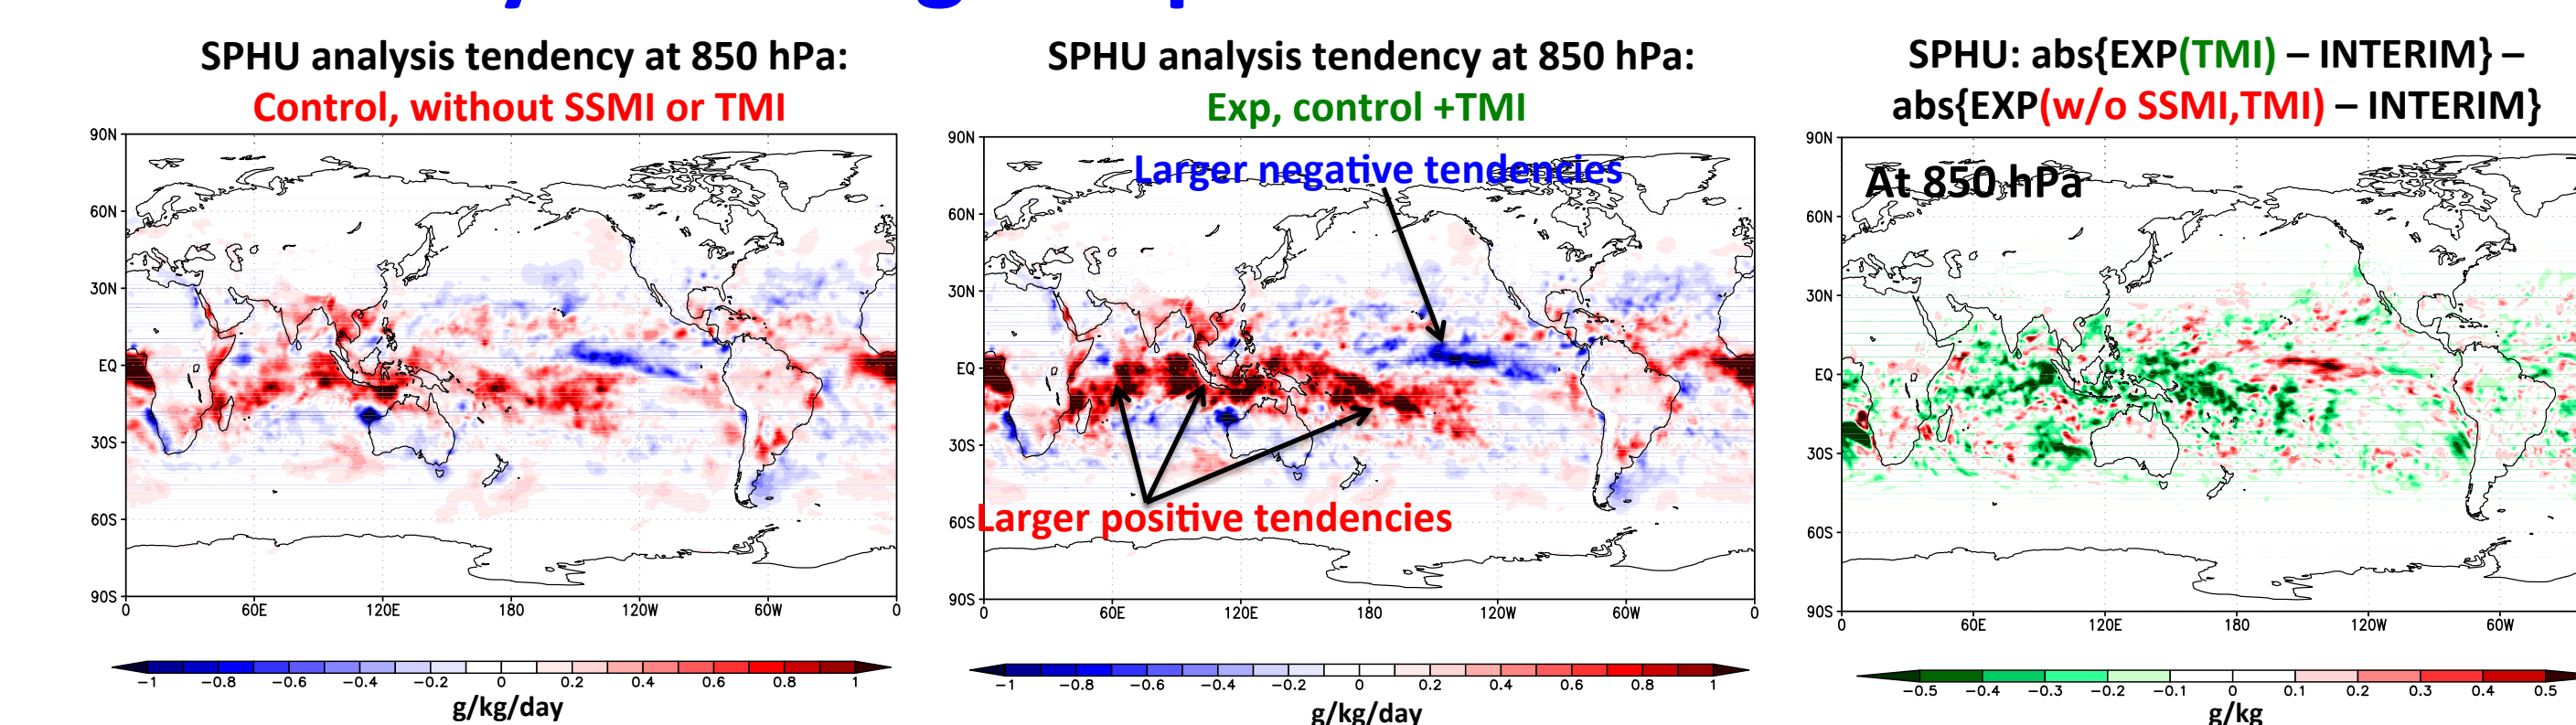 SPHU analysis tendency at 850 hPa:
Control, without SSMI or TMI
90N
60N
30N
EQ
30S
60S
90S
0 60E 120E 180 120W 60W 0
−1 −0.8 −0.6 −0.4 −0.2 0 0.2 0.4 0.6 0.8 1
g/kg/day
SPHU analysis tendency at 850 hPa:
Exp, control +TMI
Larger negative tendencies
90N
60N
30N
EQ
30S
60S
90S
Larger positive tendencies
0 60E 120E 180 120W 60W 0
−1 −0.8 −0.6 −0.4 −0.2 0 0.2 0.4 0.6 0.8 1
g/kg/day
SPHU: abs{EXP(TMI) – INTERIM} –
abs{EXP(w/o SSMI,TMI) – INTERIM}
At 850 hPa
90N
60N
30N
EQ
30S
60S
90S
0 60E 120E 180 120W 60W
−0.5 −0.4 −0.3 −0.2 −0.1 0 0.1 0.2 0.3 0.4 0.5
g/kg